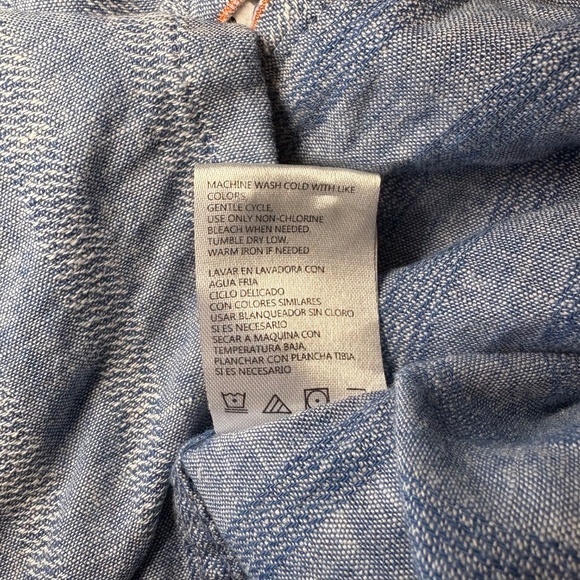 MACHINE WASH COLD WITH LIKE
COLORS,
GENTLE CYCLE,
USE ONLY NON-CHLORINE
BLEACH WHEN NEEDED,
TUMBLE DRY LOW,
WARM IRON IF NEEDED
LAVAR EN LAVADORA CON
AGUA FRIA
CICLO DELICADO
CON COLORES SIMILARES
USAR BLANQUEADOR SIN CLORO
SI ES NECESARIO
SECAR A MAQUINA CON
TEMPERATURA BAJA,
PLANCHAR CON PLANCHA TIBIA
SI ES NECESARIO